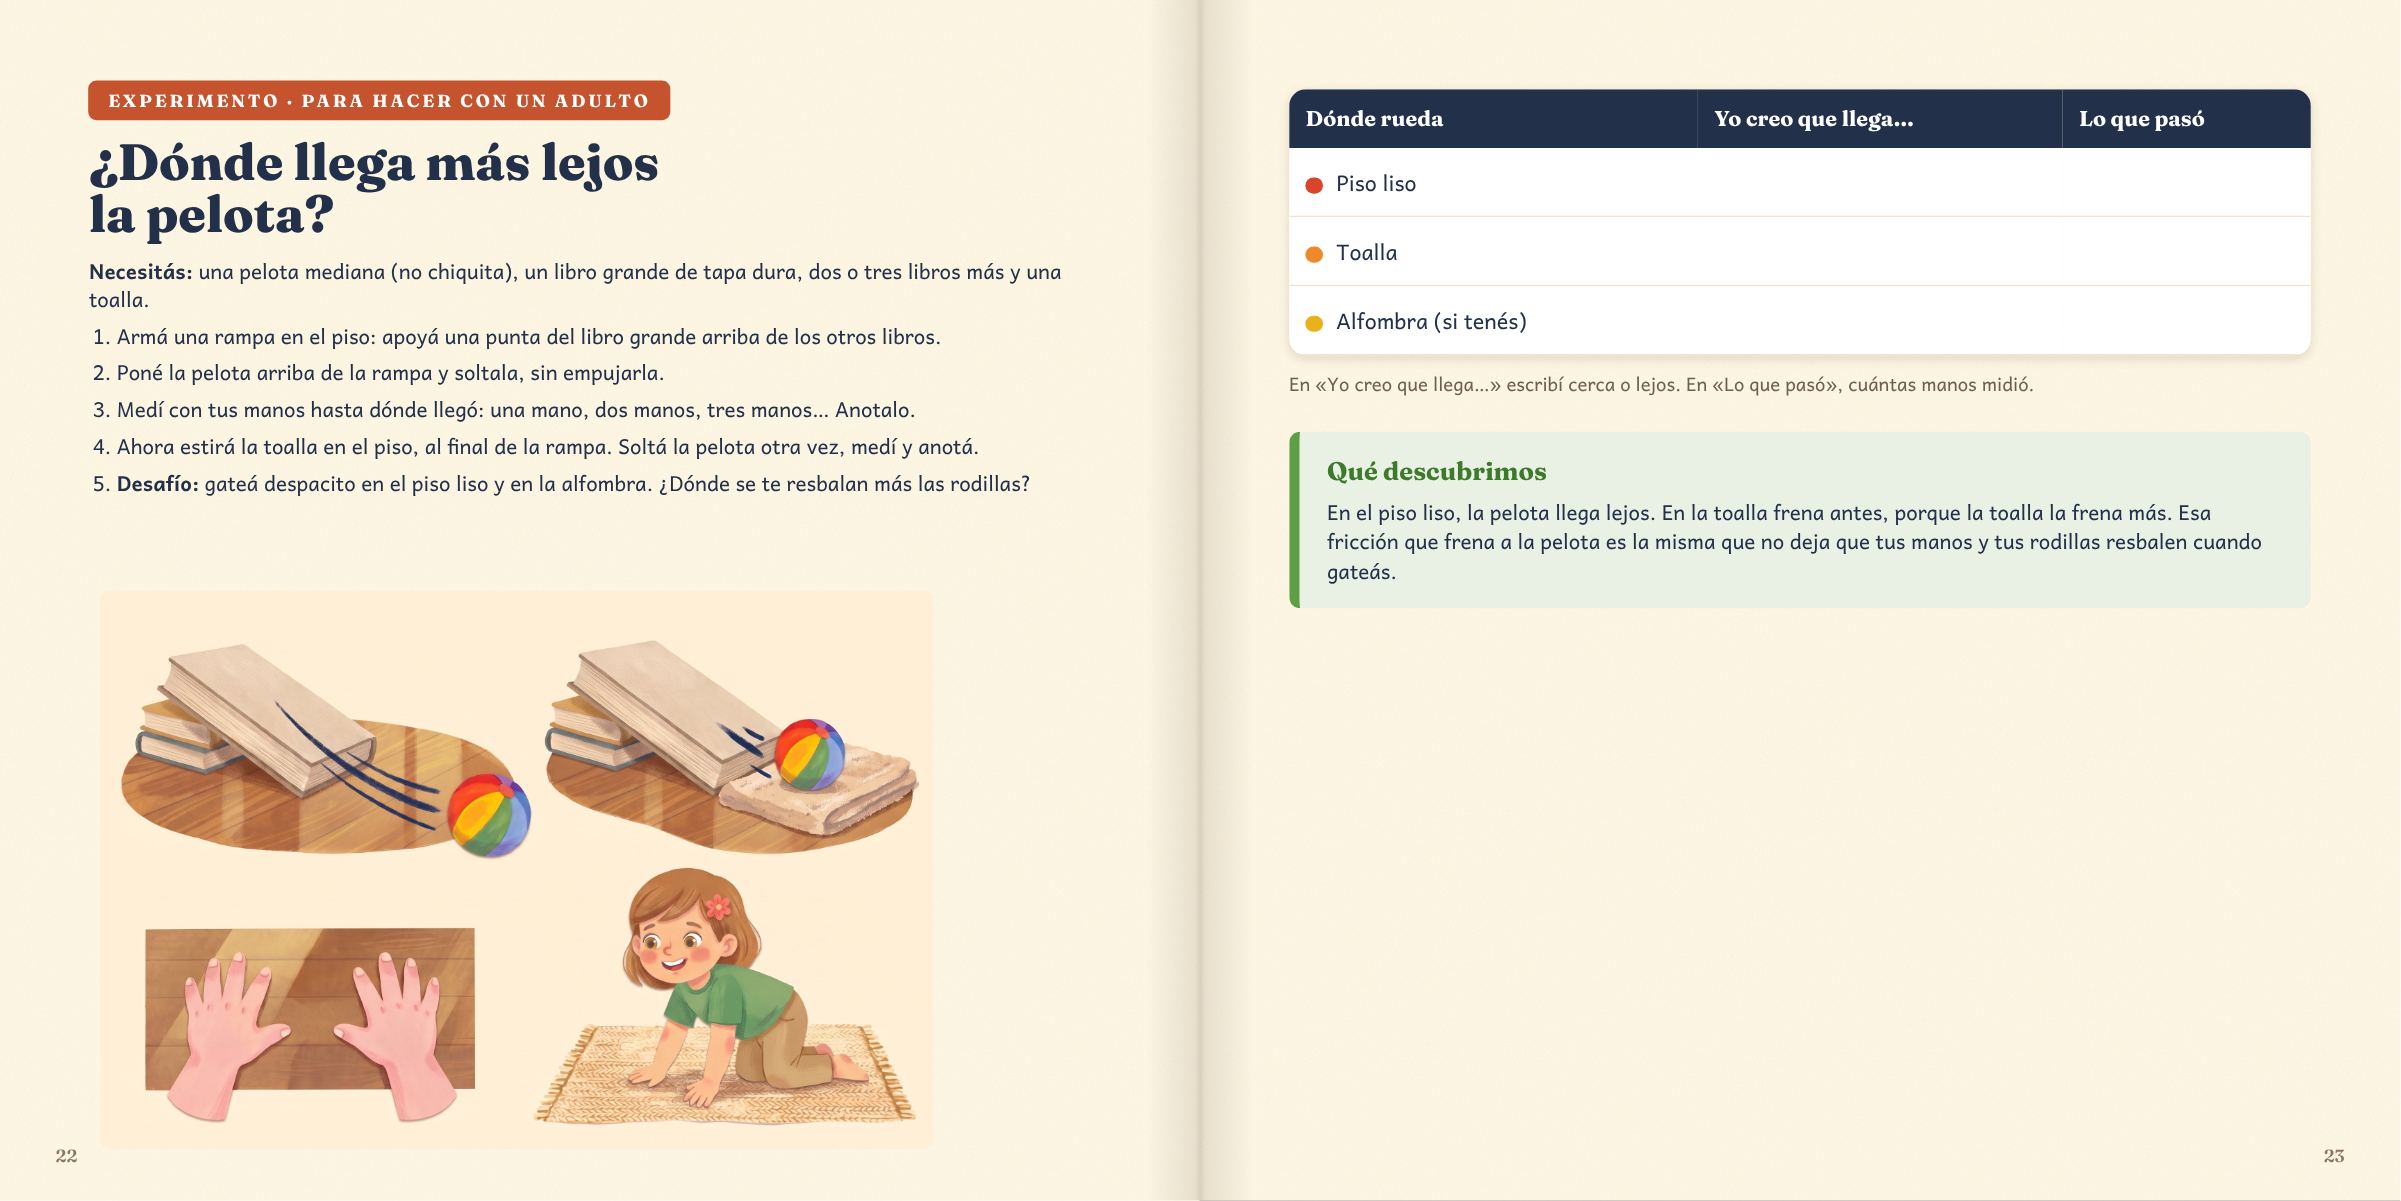 EXPERIMENTO · PARA HACER CON UN ADULTO
¿Dónde llega más lejos
la pelota?
Necesitás: una pelota mediana (no chiquita), un libro grande de tapa dura, dos o tres libros más y una
toalla.
1. Armá una rampa en el piso: apoyá una punta del libro grande arriba de los otros libros.
2. Poné la pelota arriba de la rampa y soltala, sin empujarla.
3. Medí con tus manos hasta dónde llegó: una mano, dos manos, tres manos... Anotalo.
4. Ahora estirá la toalla en el piso, al final de la rampa. Soltá la pelota otra vez, medí y anotá.
5. Desafío: gateá despacito en el piso liso y en la alfombra. ¿Dónde se te resbalan más las rodillas?
22
Dónde rueda Yo creo que llega... Lo que pasó
Piso liso
Toalla
Alfombra (si tenés)
En «Yo creo que llega...» escribí cerca o lejos. En «Lo que pasó», cuántas manos midió.
Qué descubrimos
En el piso liso, la pelota llega lejos. En la toalla frena antes, porque la toalla la frena más. Esa
fricción que frena a la pelota es la misma que no deja que tus manos y tus rodillas resbalen cuando
gateás.
23